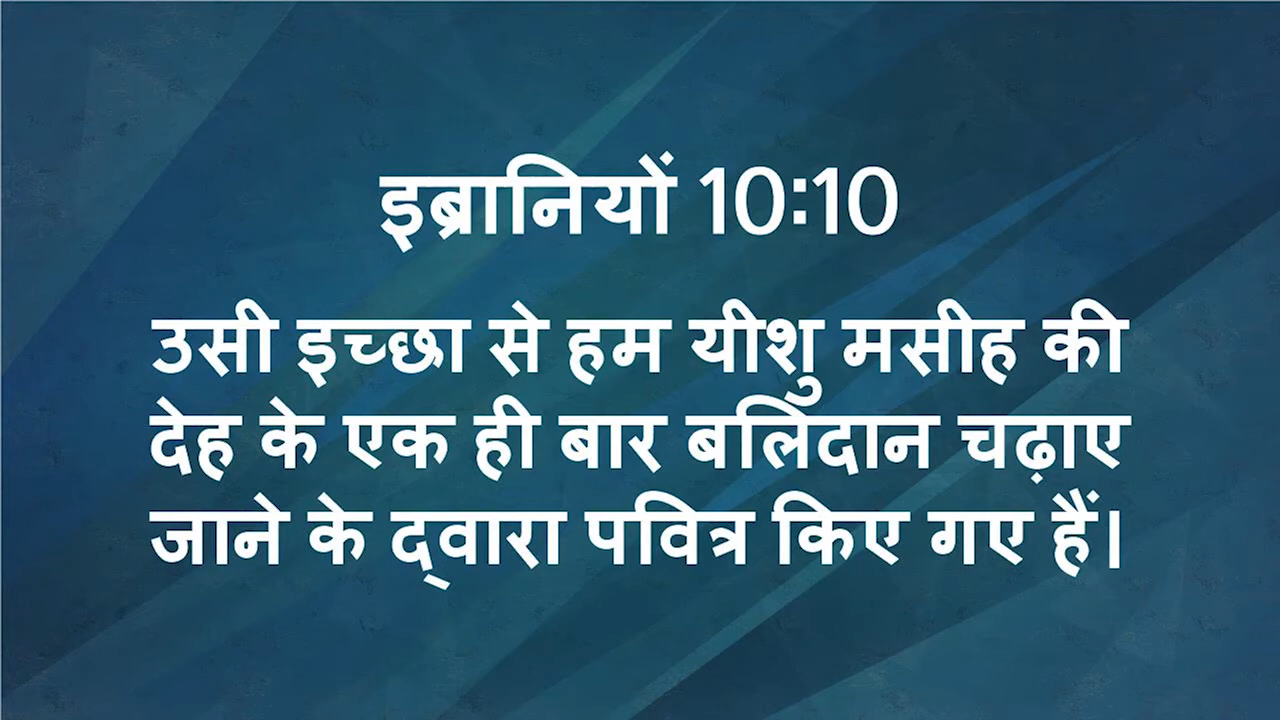 इब्रानियों 10:10
उसी इच्छा से हम यीशु मसीह की
देह के एक ही बार बलिदान चढ़ाए
जाने के द्वारा पवित्र किए गए हैं।